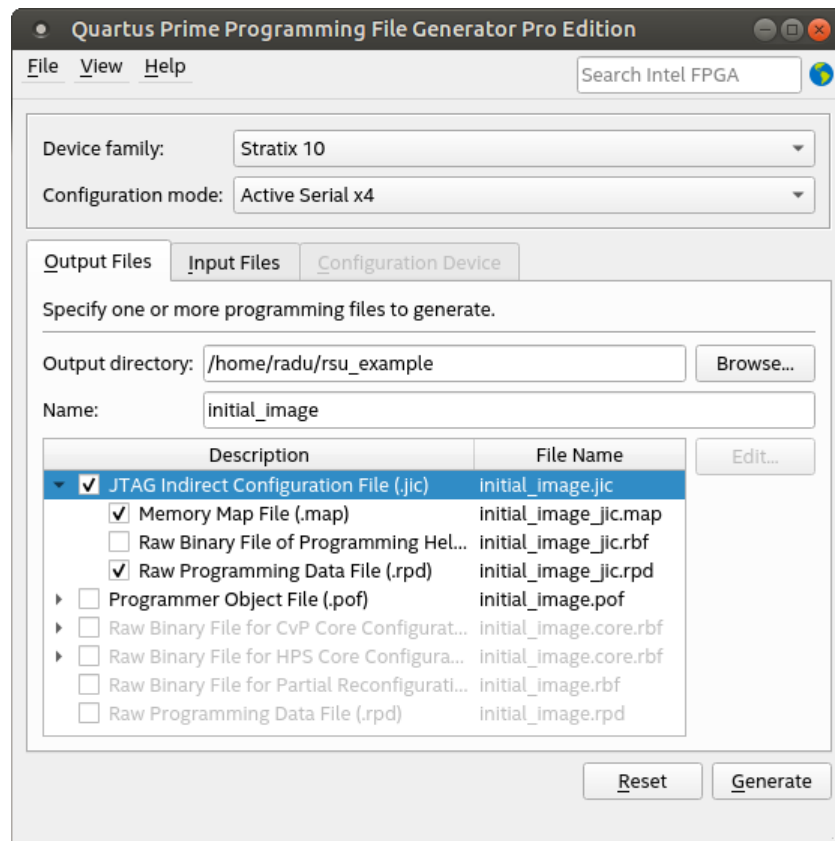 Quartus Prime Programming File Generator Pro Edition
File View Help Search Intel FPGA
Device family: Stratix 10
Configuration mode: Active Serial x4
Output Files Input Files Configuration Device
Specify one or more programming files to generate.
Output directory: /home/radu/rsu_example Browse...
Name: initial_image
Description File Name Edit...
JTAG Indirect Configuration File (.jic) initial_image.jic
Memory Map File (.map) initial_image_jic.map
Raw Binary File of Programming Hel... initial_image_jic.rbf
Raw Programming Data File (.rpd) initial_image_jic.rpd
Programmer Object File (.pof) initial_image.pof
Raw Binary File for CvP Core Configurat... initial_image.core.rbf
Raw Binary File for HPS Core Configura... initial_image.core.rbf
Raw Binary File for Partial Reconfigurati... initial_image.rbf
Raw Programming Data File (.rpd) initial_image.rpd
Reset Generate